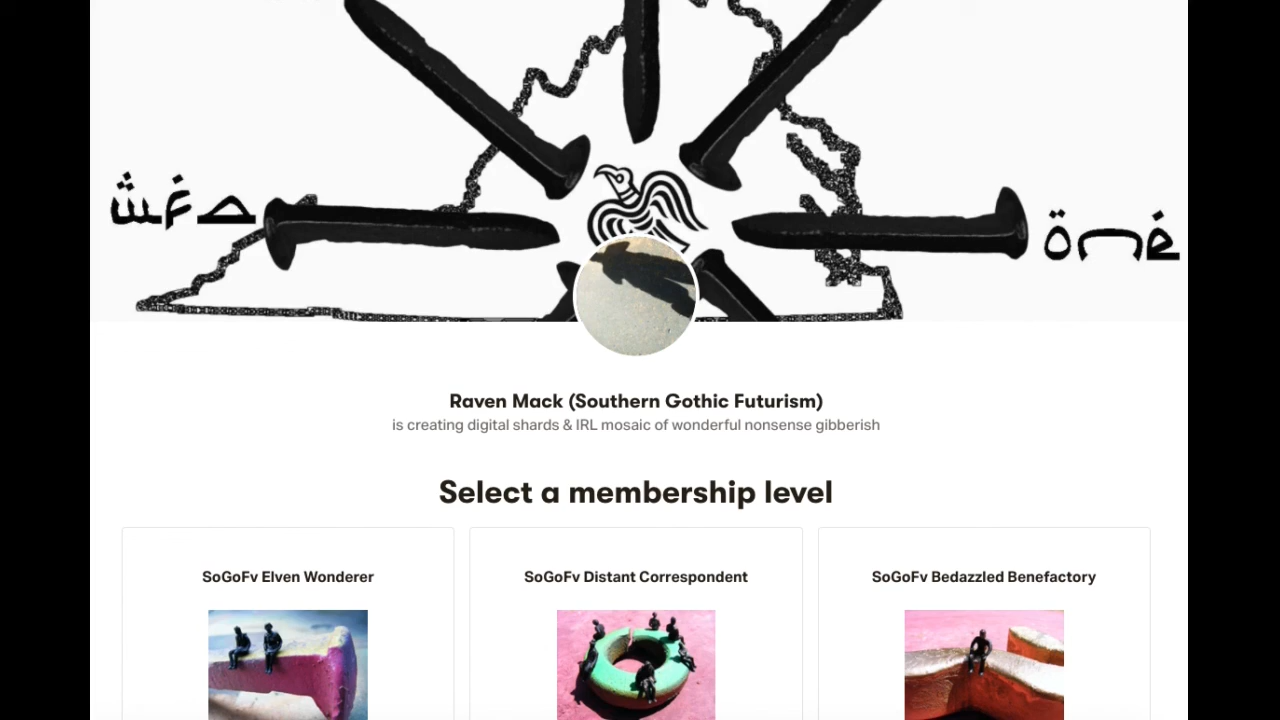 Raven Mack (Southern Gothic Futurism)
is creating digital shards & IRL mosaic of wonderful nonsense gibberish
Select a membership level
SoGoFv Elven Wonderer
SoGoFv Distant Correspondent
SoGoFv Bedazzled Benefactory